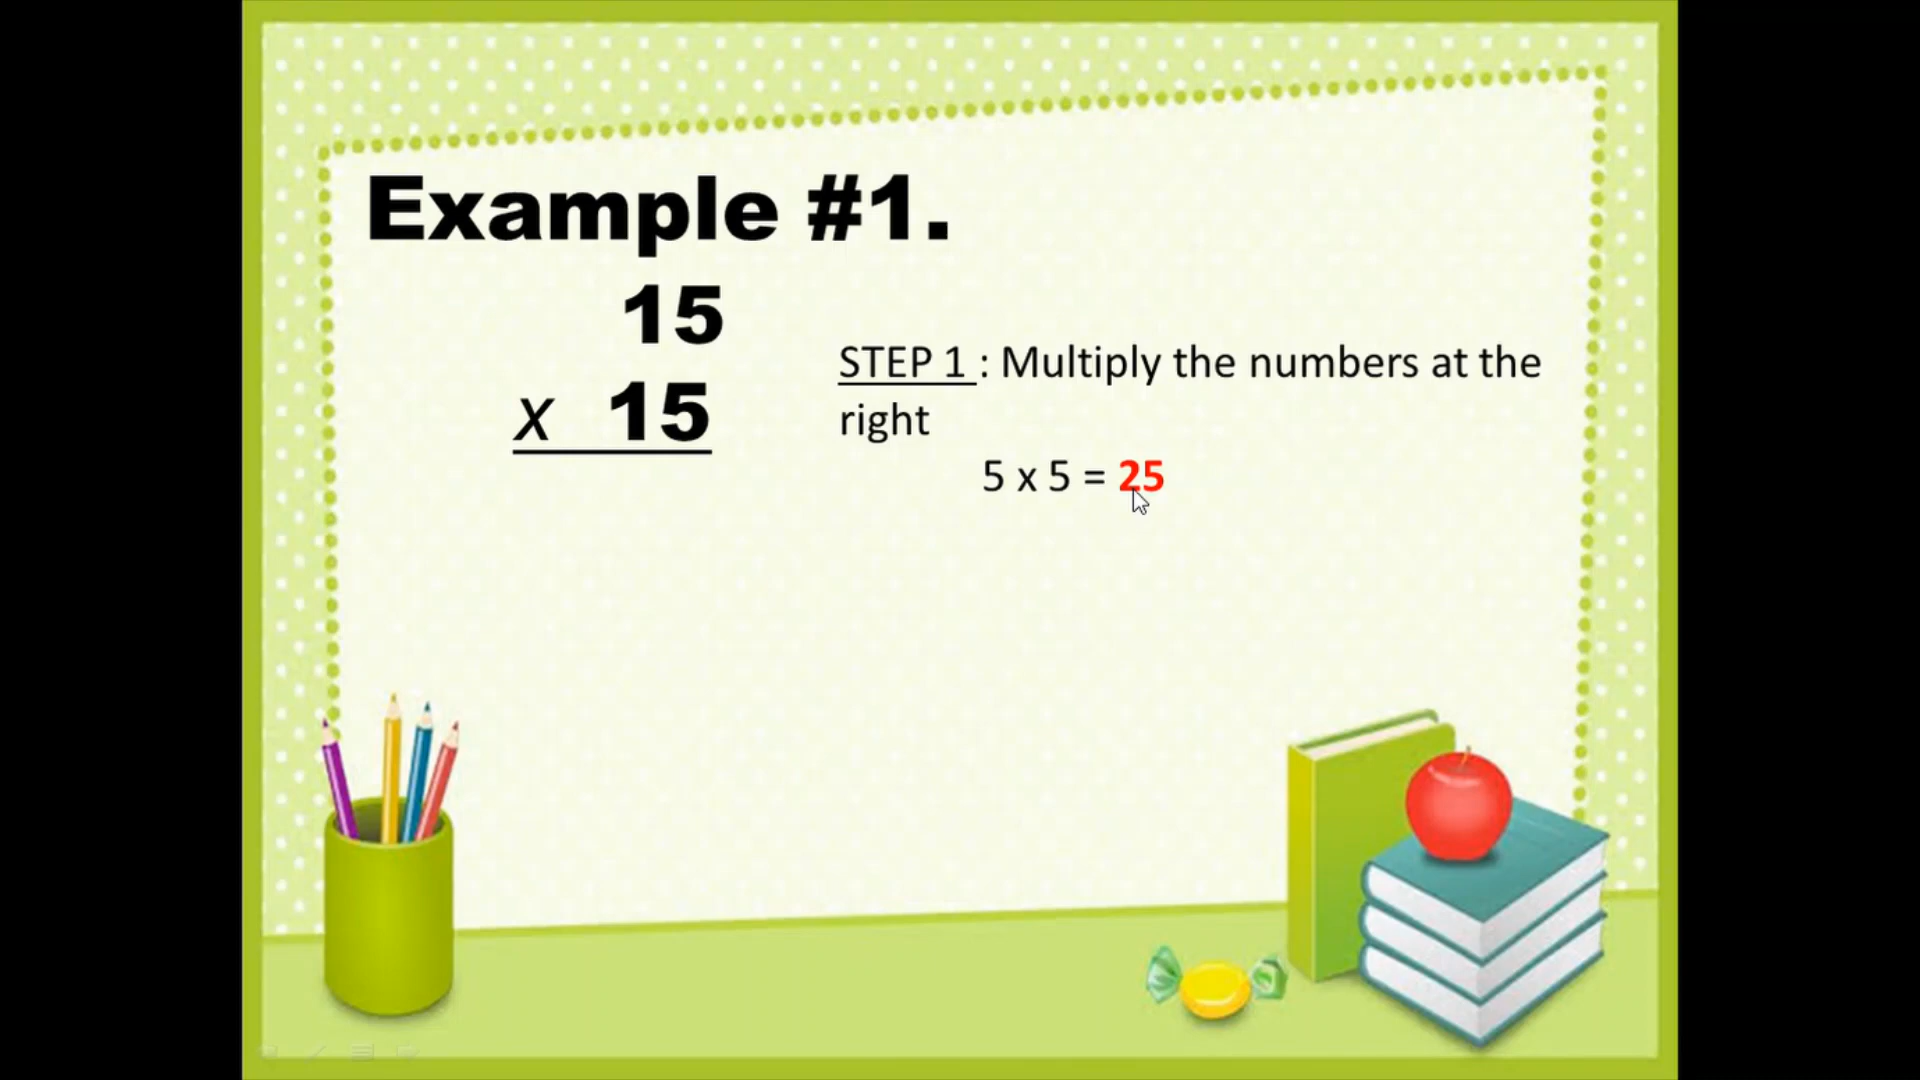 Example #1.
15
x 15
STEP 1 : Multiply the numbers at the
right
5 x 5 = 25